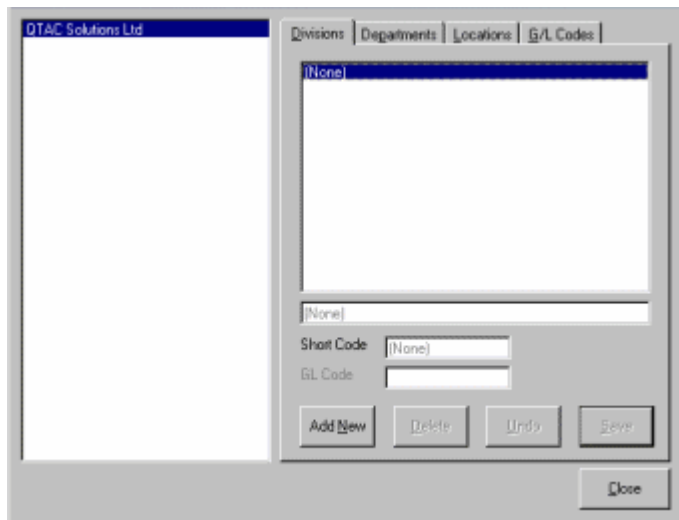 QTAC Solutions Ltd
Divisions Departments Locations G/L Codes
(None)
(None)
Short Code (None)
GL Code
Add New Delete Undo Save
Close